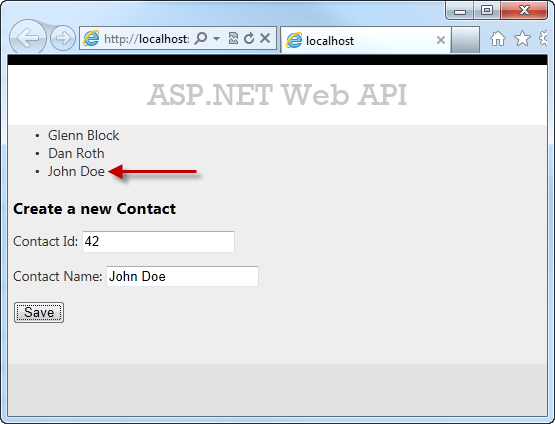 http://localhost:
localhost
ASP.NET Web API
• Glenn Block
• Dan Roth
• John Doe
Create a new Contact
Contact Id: 42
Contact Name: John Doe
Save